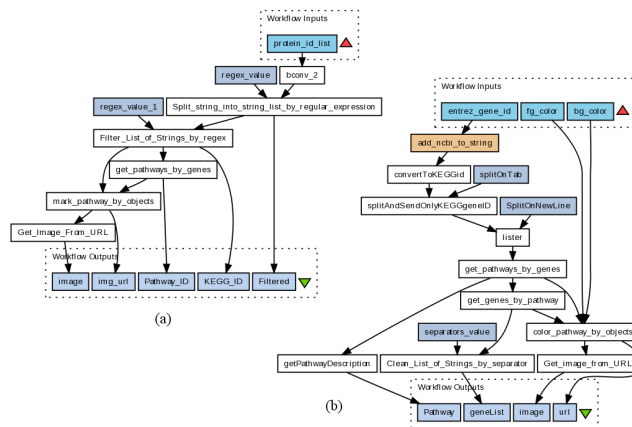 Workflow Inputs
protein_id_list
regex_value
bconv_2
regex_value_1
Split_string_into_string_list_by_regular_expression
Filter_List_of_Strings_by_regex
get_pathways_by_genes
mark_pathway_by_objects
Get_Image_From_URL
Workflow Outputs
image
img_url
Pathway_ID
KEGG_ID
Filtered
(a)
Workflow Inputs
entrez_gene_id
fg_color
bg_color
add_ncbi_to_string
convertToKEGGid
splitOnTab
splitAndSendOnlyKEGGgeneID
SplitOnNewLine
lister
get_pathways_by_genes
get_genes_by_pathway
separators_value
color_pathway_by_objects
getPathwayDescription
Clean_List_of_Strings_by_separator
Get_image_from_URL
Workflow Outputs
Pathway
geneList
image
url
(b)